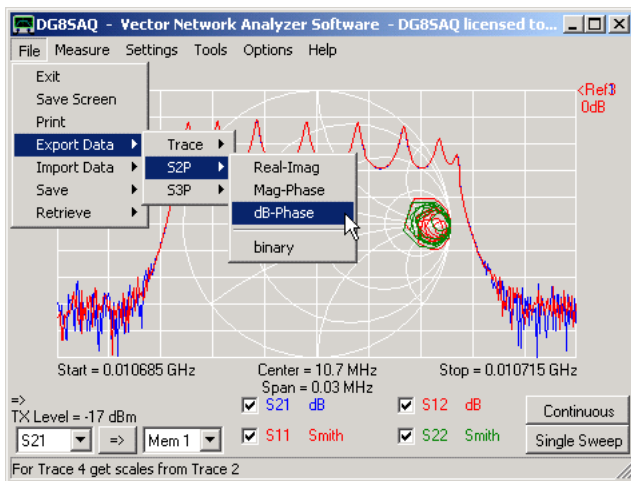 DG8SAQ - Vector Network Analyzer Software - DG8SAQ licensed to...
File Measure Settings Tools Options Help
Exit
Save Screen
Print
Export Data
Import Data
Save
Retrieve
Trace
S2P
S3P
Real-Imag
Mag-Phase
dB-Phase
binary
<Ref3
0dB
Start = 0.010685 GHz Center = 10.7 MHz Stop = 0.010715 GHz
Span = 0.03 MHz
=>
TX Level = -17 dBm
S21 dB S12 dB Continuous
S21 => Mem 1 S11 Smith S22 Smith Single Sweep
For Trace 4 get scales from Trace 2